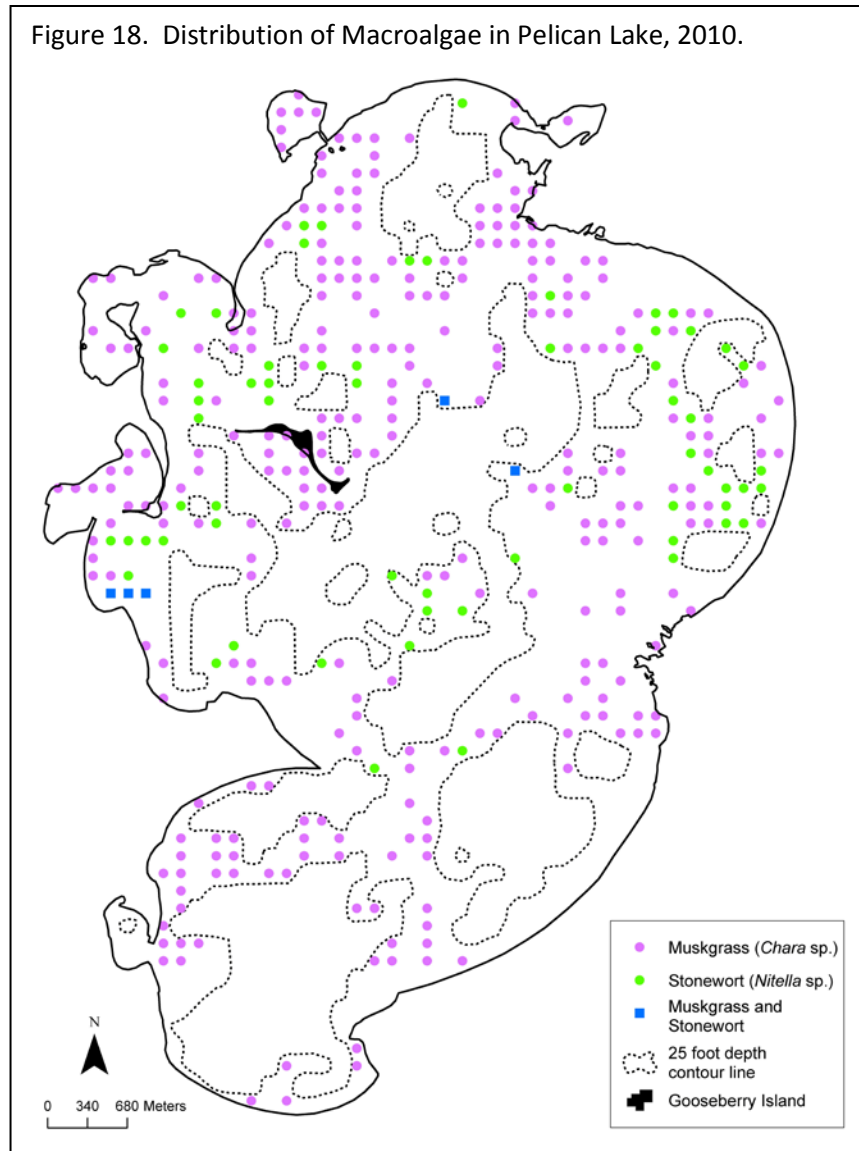 Figure 18.  Distribution of Macroalgae in Pelican Lake, 2010.
Muskgrass (Chara sp.)
Stonewort (Nitella sp.)
Muskgrass and
Stonewort
25 foot depth
contour line
Gooseberry Island
N
0 340 680 Meters